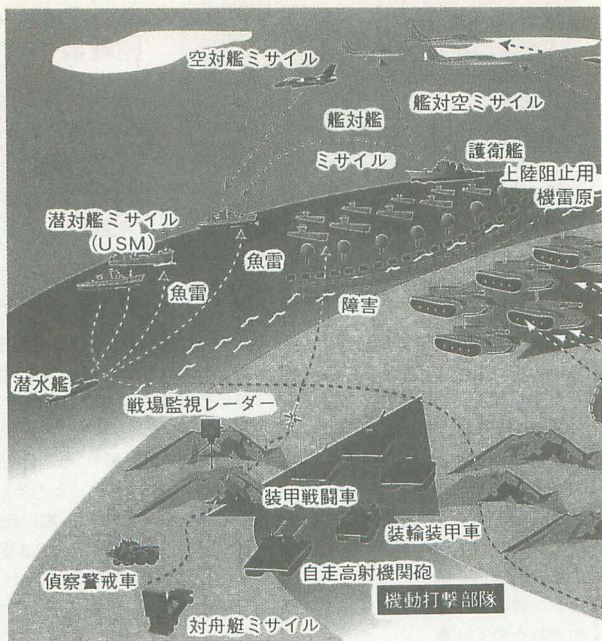 空対艦ミサイル
艦対空ミサイル
艦対艦
ミサイル
護衛艦
上陸阻止用
機雷原
潜対艦ミサイル
(USM)
魚雷
魚雷
障害
潜水艦
戦場監視レーダー
装甲戦闘車
装輪装甲車
偵察警戒車
自走高射機関砲
機動打撃部隊
対舟艇ミサイル